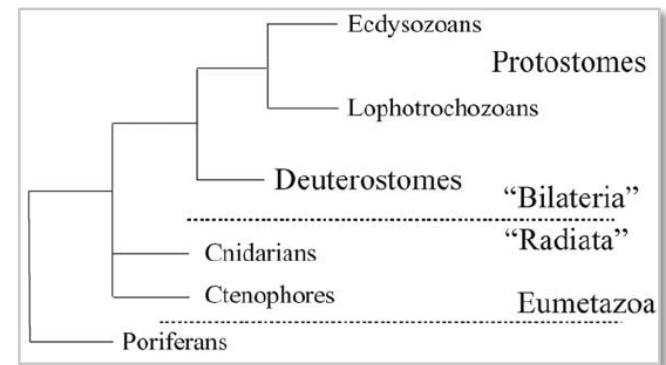 Ecdysozoans
Protostomes
Lophotrochozoans
Deuterostomes
“Bilateria”
“Radiata”
Cnidarians
Ctenophores
Eumetazoa
Poriferans